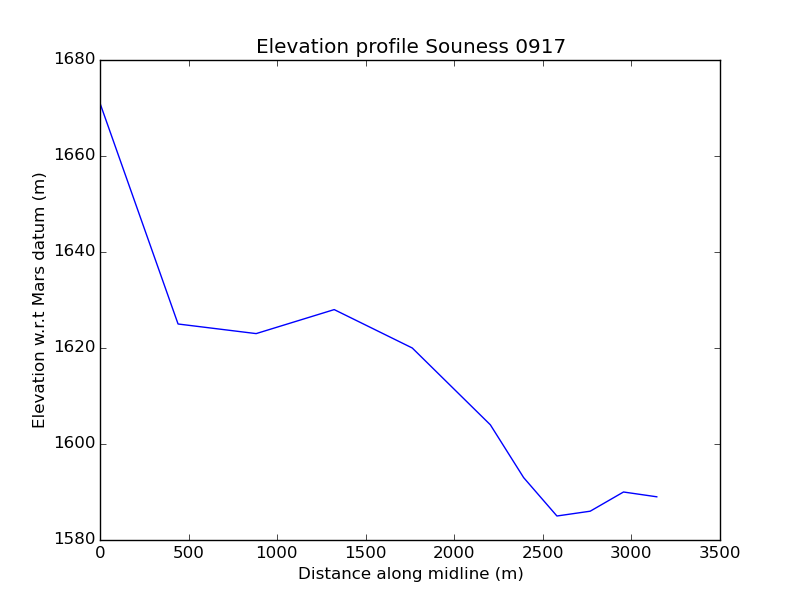 Elevation profile Souness 0917
1680
1660
1640
1620
1600
1580
Elevation w.r.t Mars datum (m)
0 500 1000 1500 2000 2500 3000 3500
Distance along midline (m)